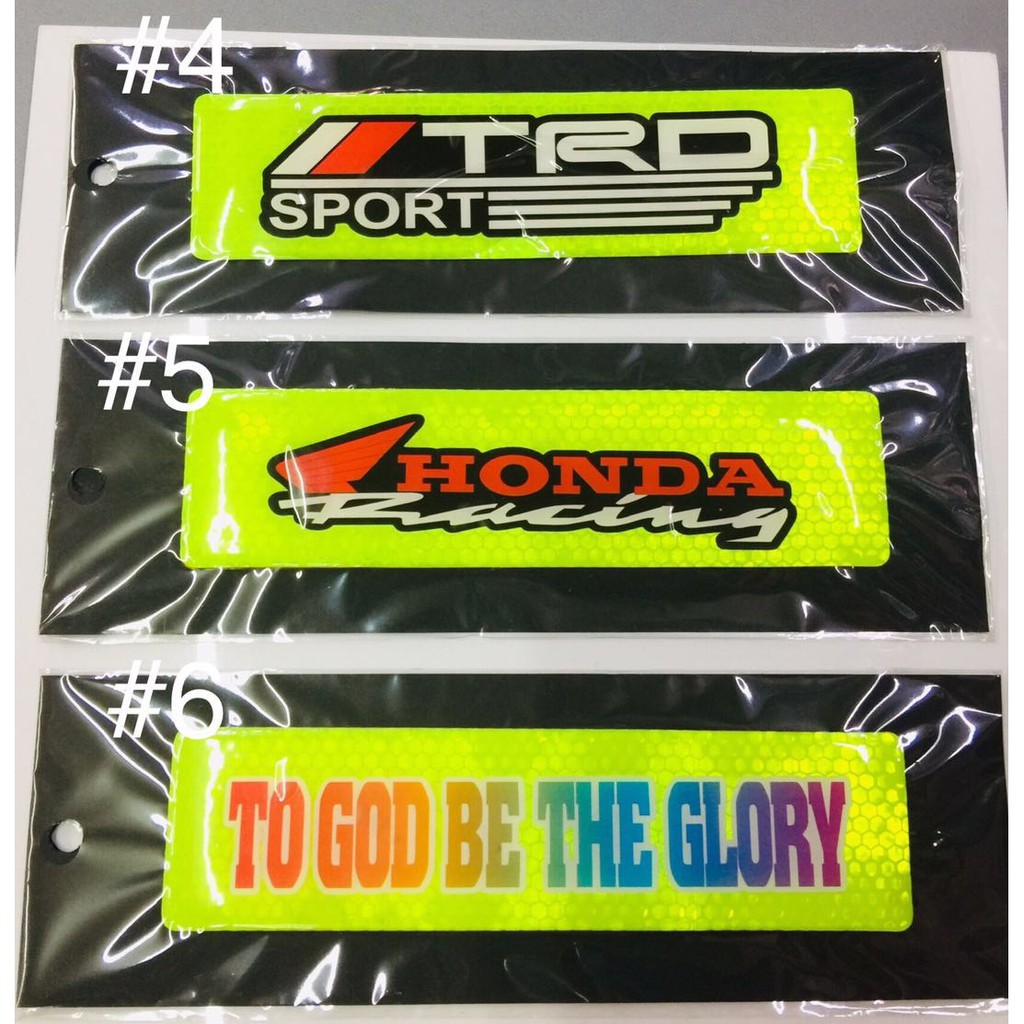 #4
TRD
SPORT
#5
HONDA
Racing
#6
TO GOD BE THE GLORY